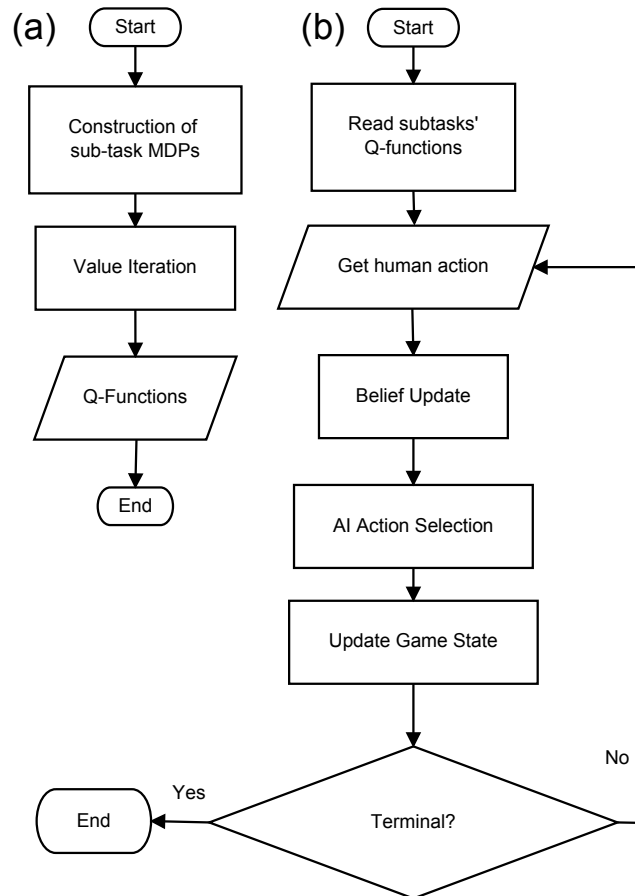 (a)
Start
Construction of
sub-task MDPs
Value Iteration
Q-Functions
End
(b)
Start
Read subtasks'
Q-functions
Get human action
Belief Update
AI Action Selection
Update Game State
Terminal?
No
Yes
End